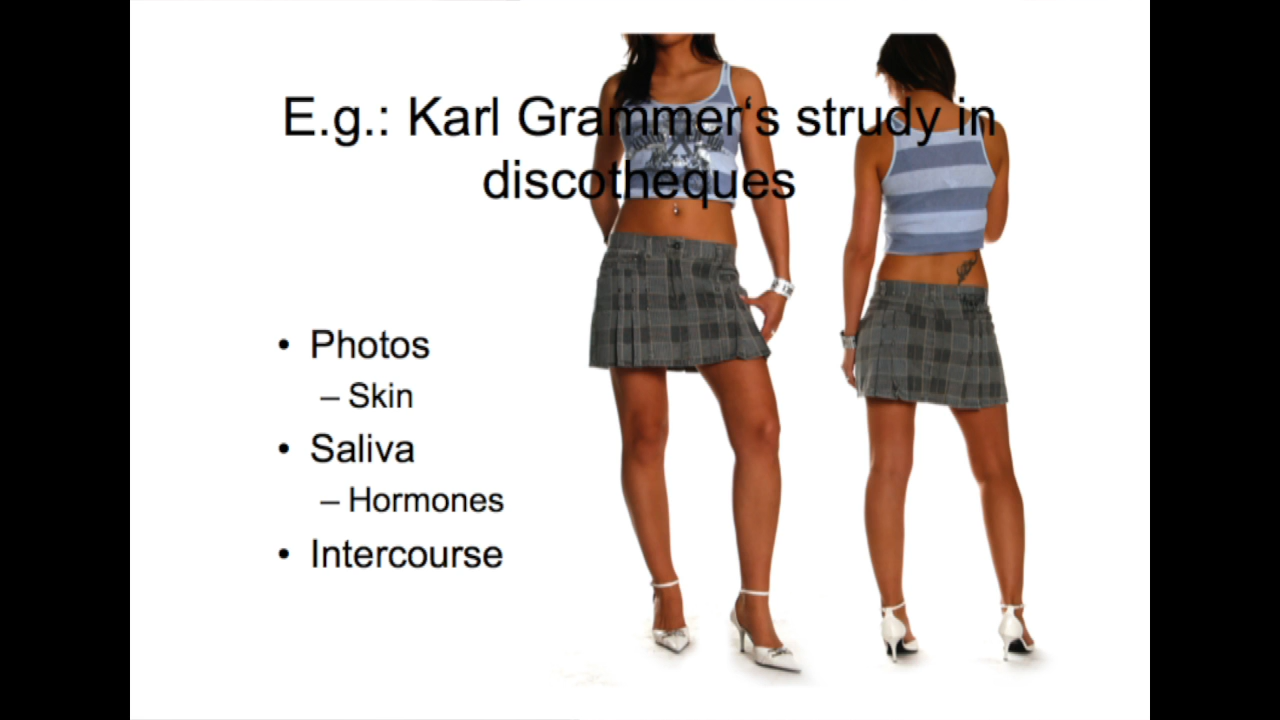 E.g.: Karl Grammer‘s strudy in
discotheques
• Photos
– Skin
• Saliva
– Hormones
• Intercourse